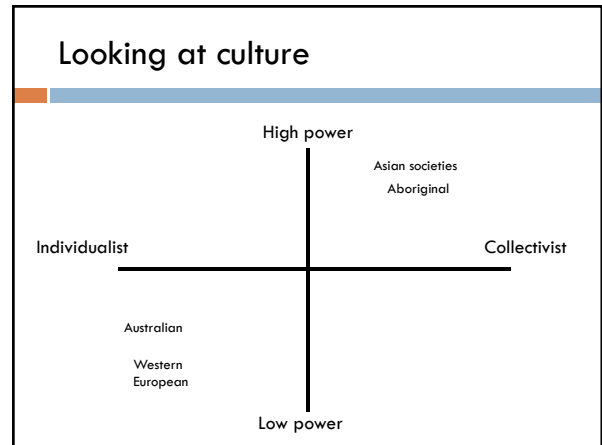 Looking at culture
High power
Asian societies
Aboriginal
Individualist
Collectivist
Australian
Western
European
Low power